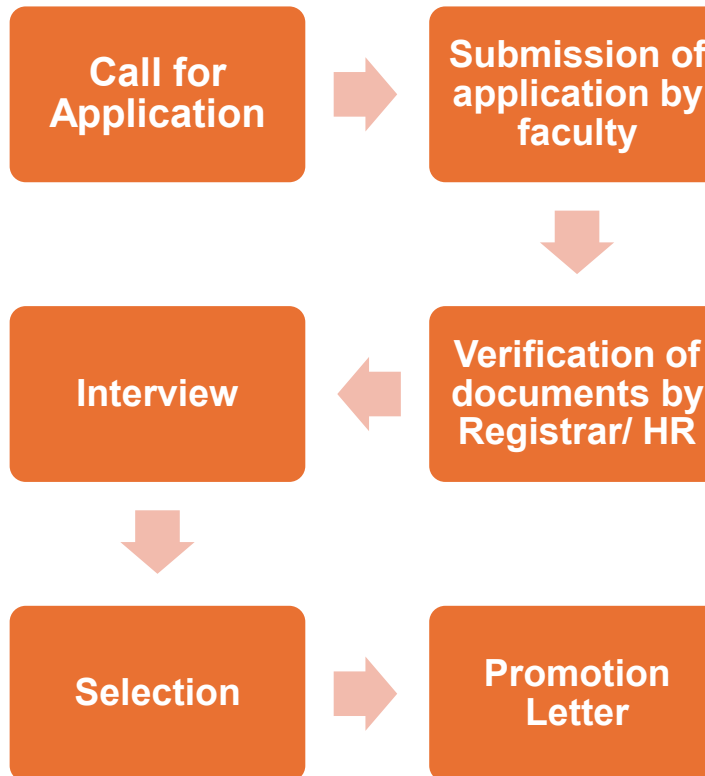 Call for
Application
Submission of
application by
faculty
Verification of
documents by
Registrar/ HR
Interview
Selection
Promotion
Letter